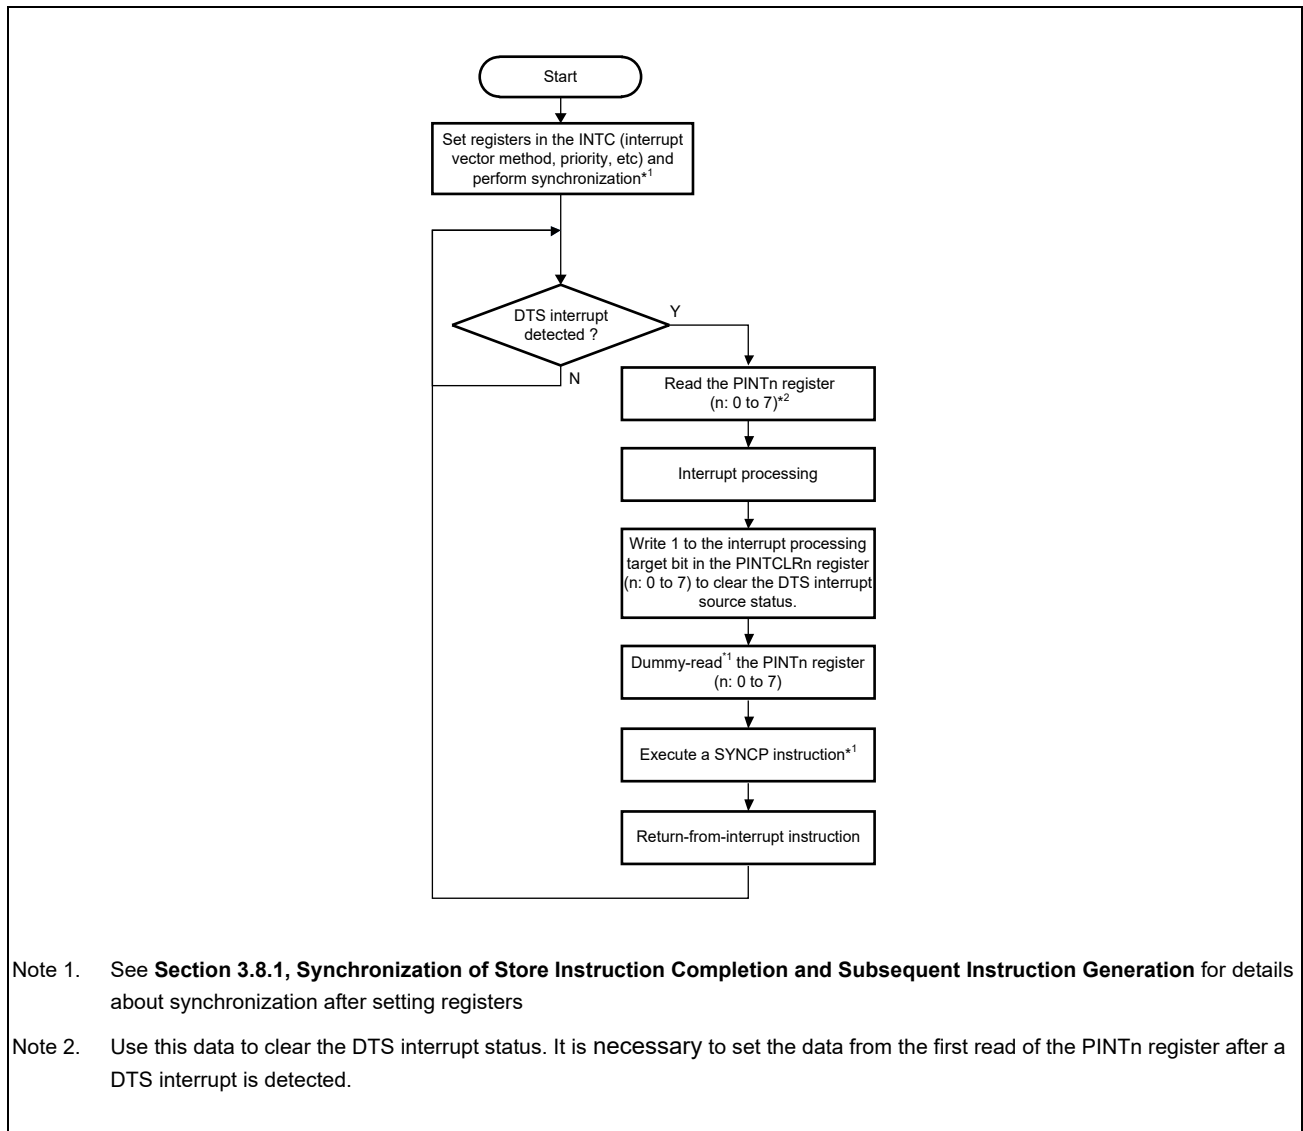 Start
Set registers in the INTC (interrupt
vector method, priority, etc) and
perform synchronization*1
DTS interrupt
detected ?
Y
N
Read the PINTn register
(n: 0 to 7)*2
Interrupt processing
Write 1 to the interrupt processing
target bit in the PINTCLRn register
(n: 0 to 7) to clear the DTS interrupt
source status.
Dummy-read*1 the PINTn register
(n: 0 to 7)
Execute a SYNCP instruction*1
Return-from-interrupt instruction
Note 1. See Section 3.8.1, Synchronization of Store Instruction Completion and Subsequent Instruction Generation for details
about synchronization after setting registers
Note 2. Use this data to clear the DTS interrupt status. It is necessary to set the data from the first read of the PINTn register after a
DTS interrupt is detected.